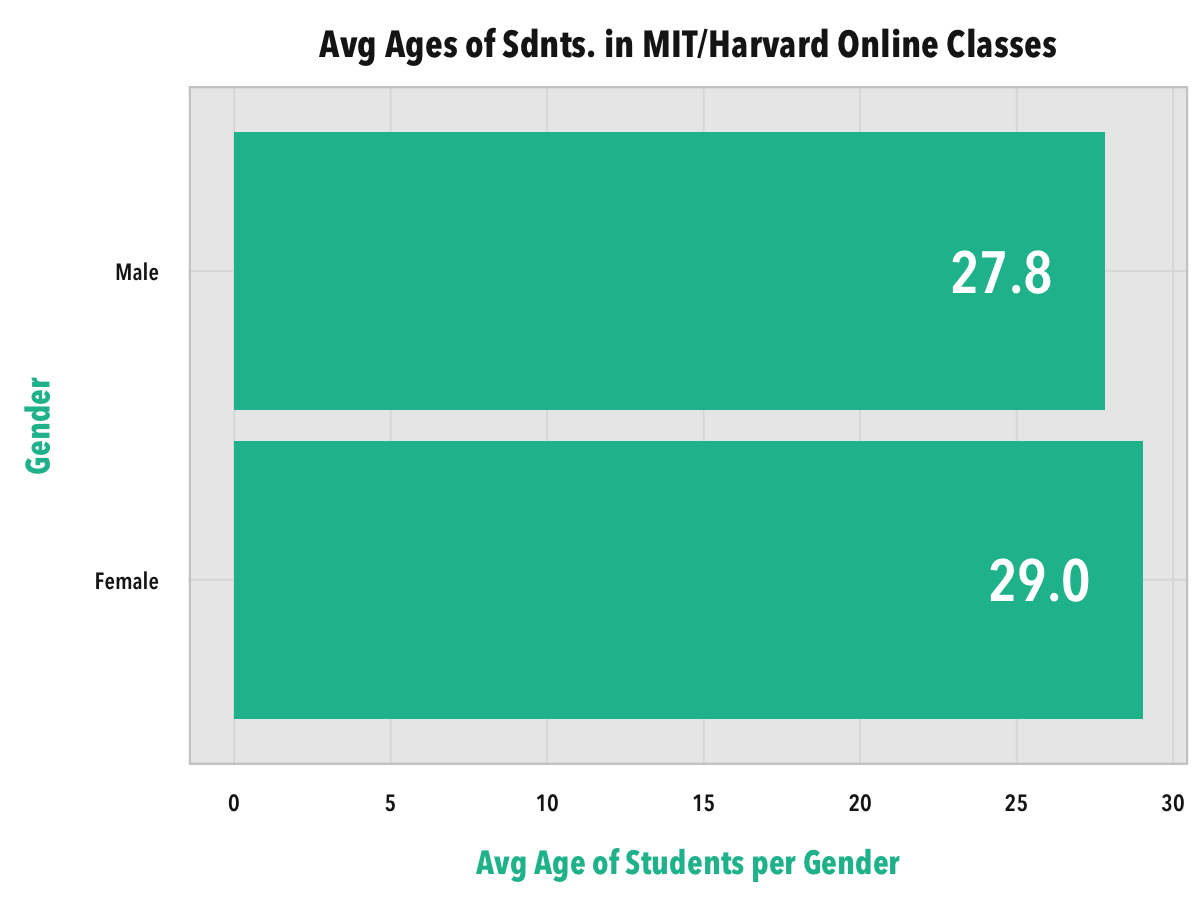 Avg Ages of Sdnts. in MIT/Harvard Online Classes
Gender
Male
27.8
Female
29.0
0 5 10 15 20 25 30
Avg Age of Students per Gender